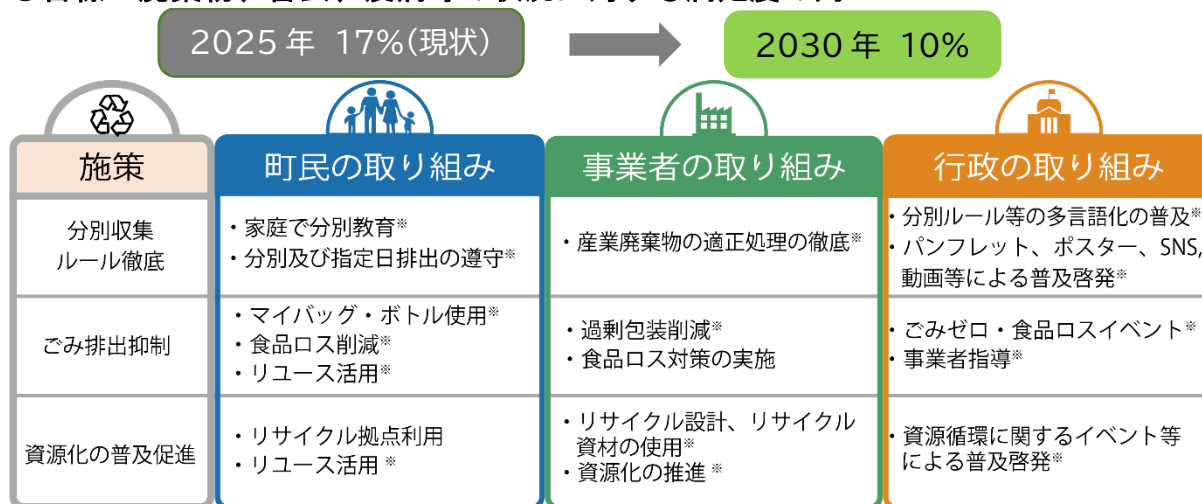 2025年 17%(現状)
2030年 10%
施策
町民の取り組み
事業者の取り組み
行政の取り組み
分別収集
ルール徹底
・家庭で分別教育※
・分別及び指定日排出の遵守※
・産業廃棄物の適正処理の徹底※
・分別ルール等の多言語化の普及※
・パンフレット、ポスター、SNS,
動画等による普及啓発※
ごみ排出抑制
・マイバッグ・ボトル使用※
・食品ロス削減※
・リユース活用※
・過剰包装削減※
・食品ロス対策の実施
・ごみゼロ・食品ロスイベント※
・事業者指導※
資源化の普及促進
・リサイクル拠点利用
・リユース活用 ※
・リサイクル設計、リサイクル
資材の使用※
・資源化の推進 ※
・資源循環に関するイベント等
による普及啓発※